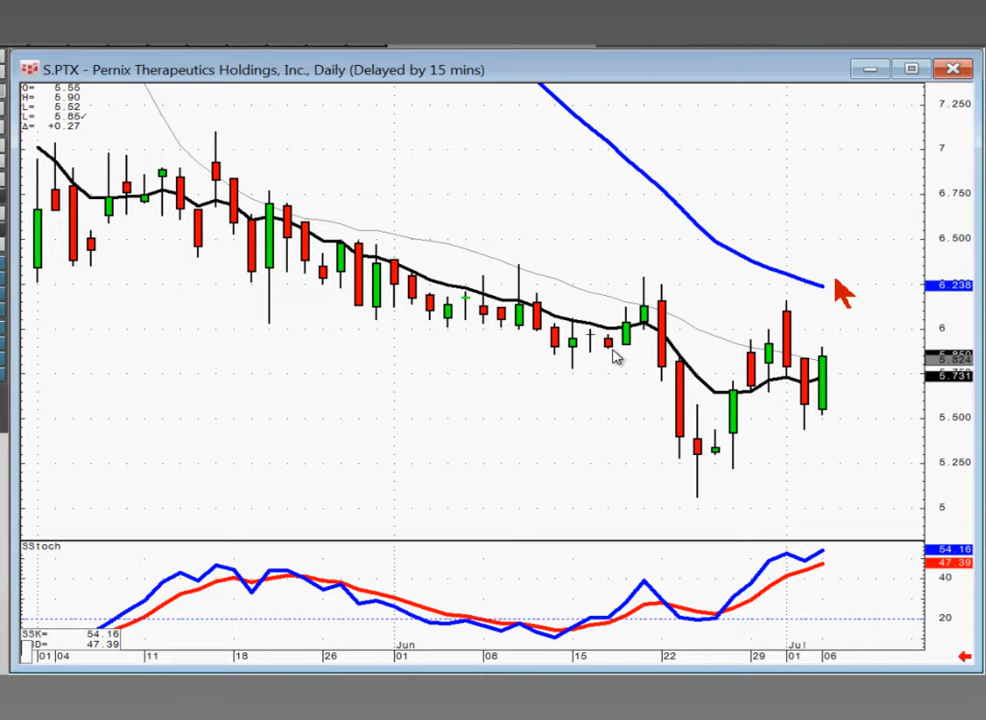 S.PTX - Pernix Therapeutics Holdings, Inc., Daily (Delayed by 15 mins)
O= 5.55
H= 5.90
L= 5.52
L= 5.85✓
Δ= +0.27
7.250
7
6.750
6.500
6.238
6
5.824
5.731
5.500
5.250
5
SStoch
54.16
47.39
40
20
SSK= 54.16
SD= 47.39
Jun
Jul
01 04 11 18 26 01 08 15 22 29 01 06